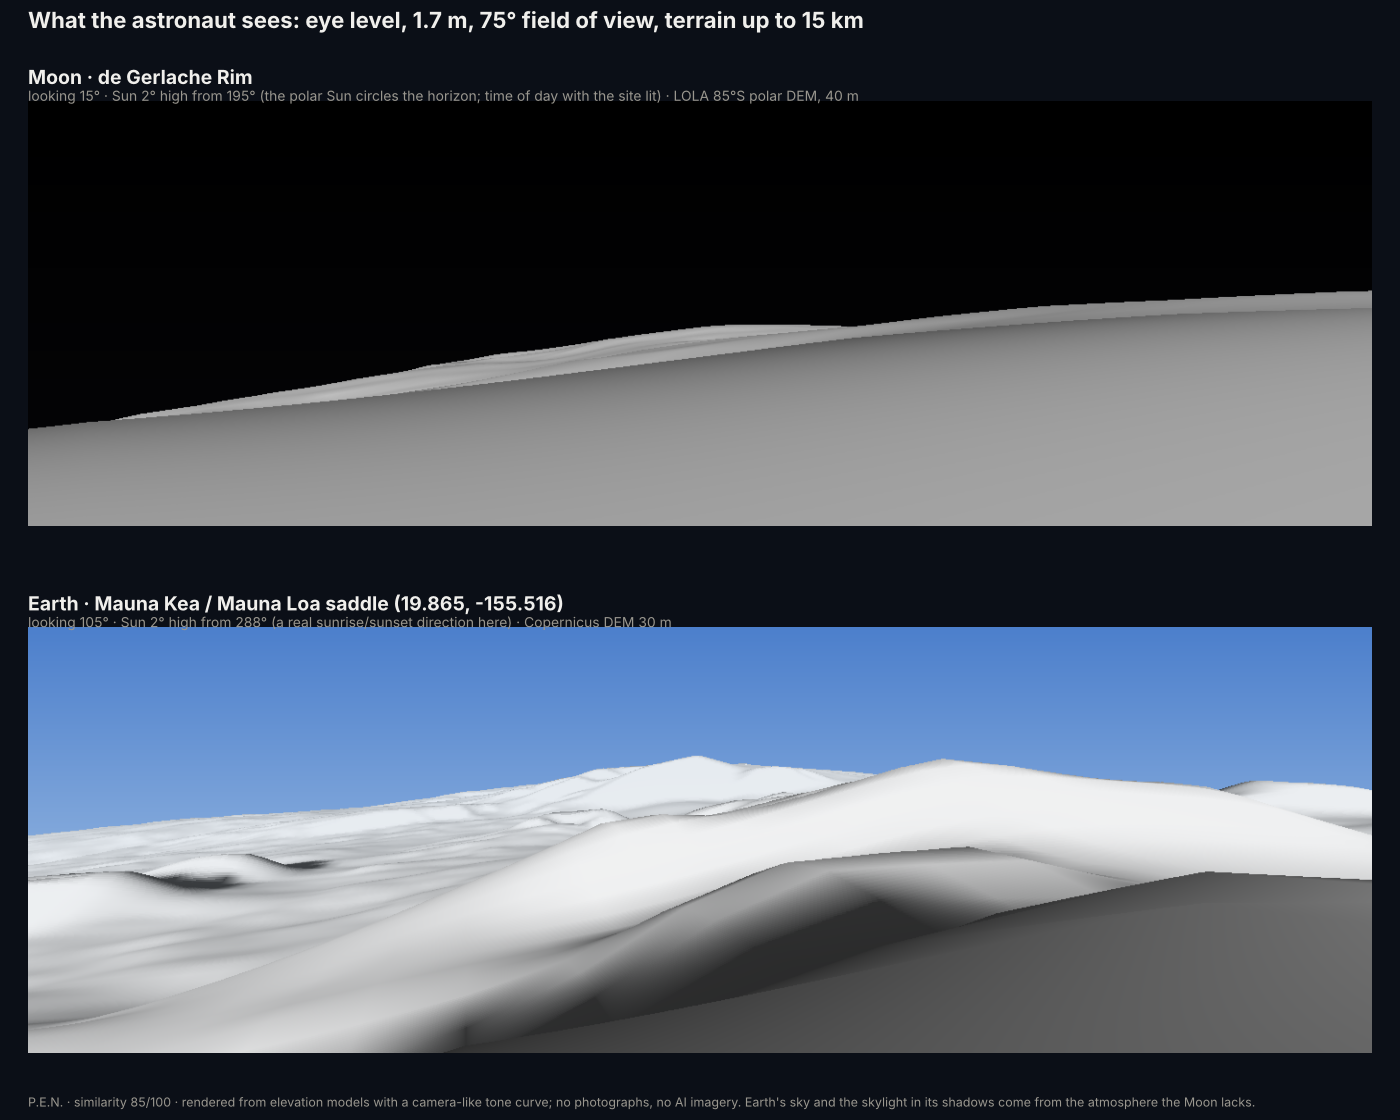 What the astronaut sees: eye level, 1.7 m, 75° field of view, terrain up to 15 km
Moon · de Gerlache Rim
looking 15° · Sun 2° high from 195° (the polar Sun circles the horizon; time of day with the site lit) · LOLA 85°S polar DEM, 40 m
Earth · Mauna Kea / Mauna Loa saddle (19.865, -155.516)
looking 105° · Sun 2° high from 288° (a real sunrise/sunset direction here) · Copernicus DEM 30 m
P.E.N. · similarity 85/100 · rendered from elevation models with a camera-like tone curve; no photographs, no AI imagery. Earth's sky and the skylight in its shadows come from the atmosphere the Moon lacks.